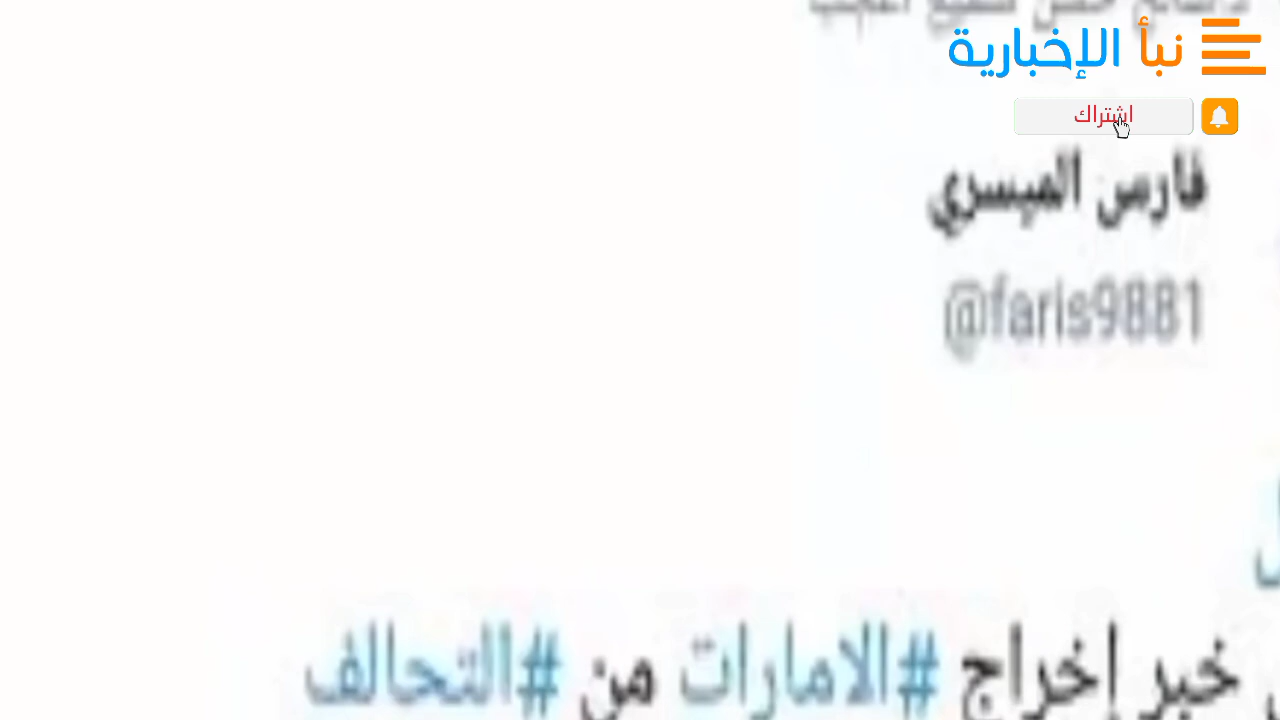 نبأ الإخبارية
اشتراك
فارس الميسري
@faris9881
خبر إخراج #الامارات من #التحالف